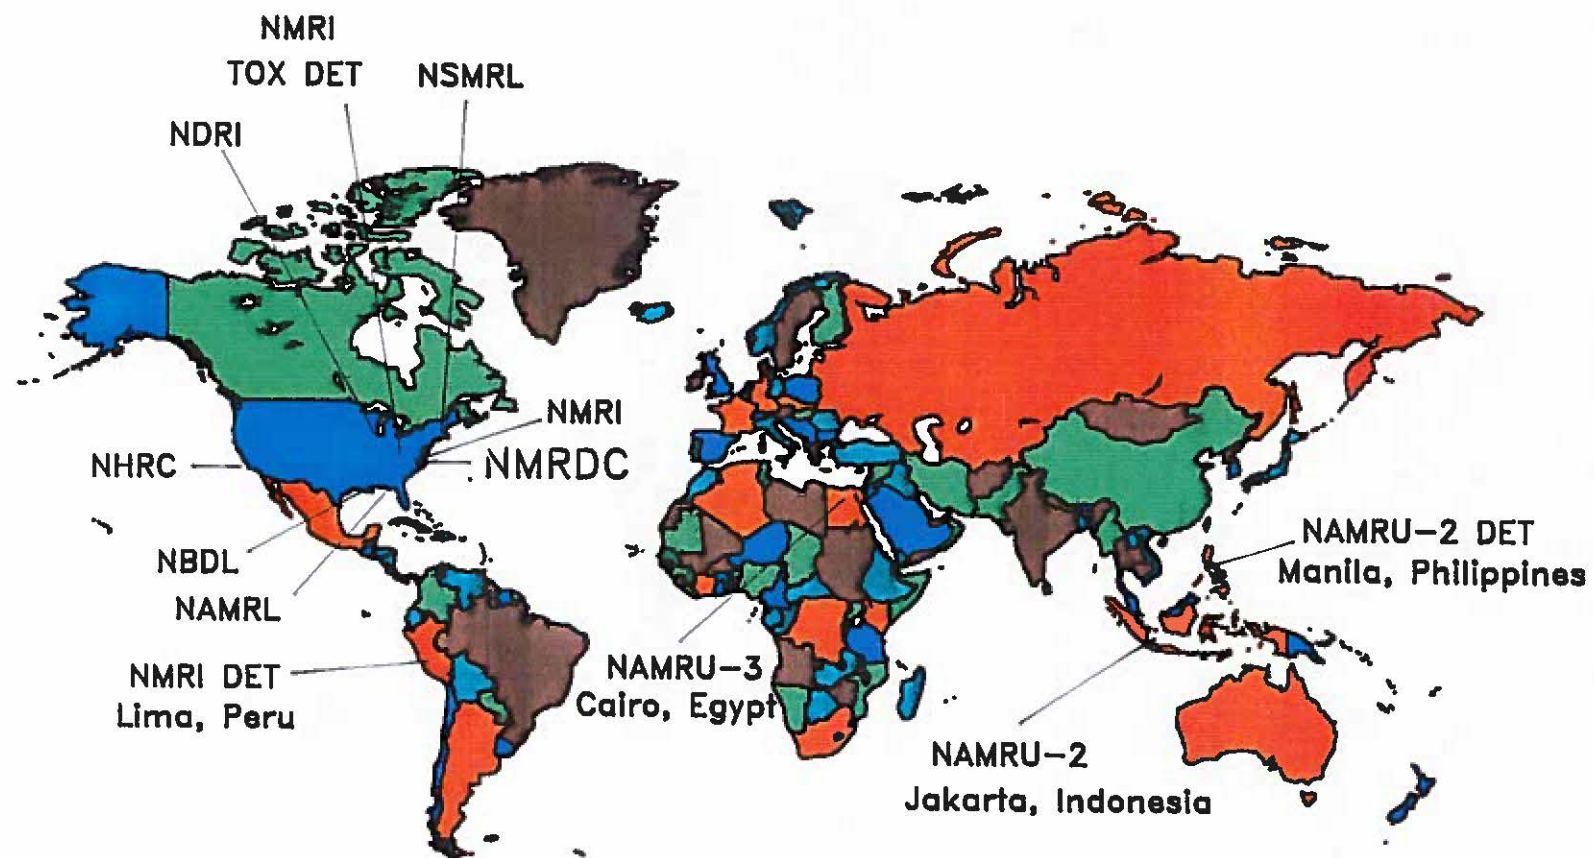 NMRI
TOX DET
NSMRL
NDRI
NMRI
NHRC
NMRDC
NBDL
NAMRL
NMRI DET
Lima, Peru
NAMRU-3
Cairo, Egypt
NAMRU-2 DET
Manila, Philippines
NAMRU-2
Jakarta, Indonesia